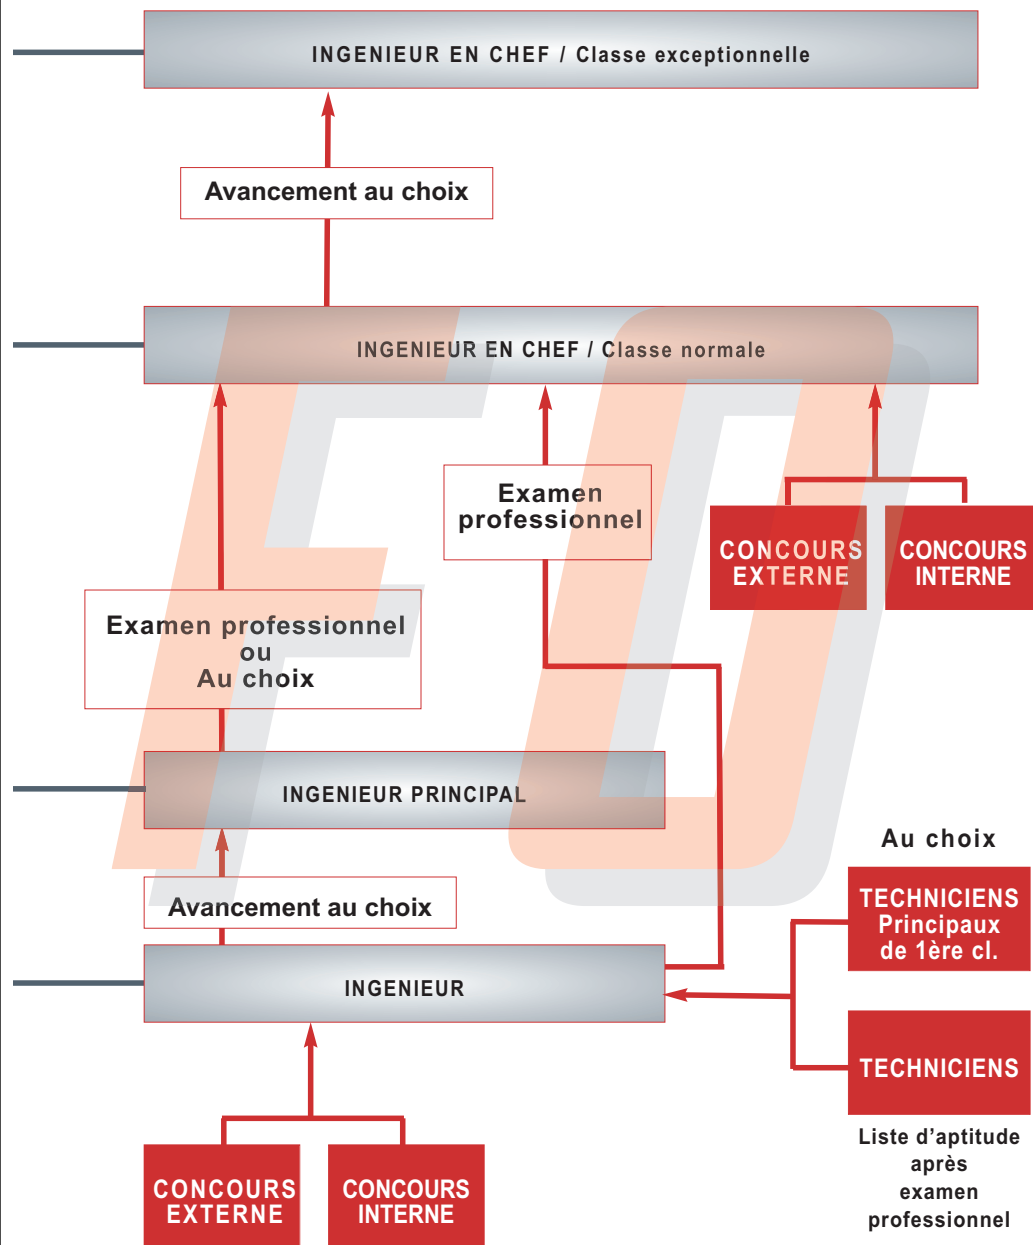 INGENIEUR EN CHEF / Classe exceptionnelle
Avancement au choix
INGENIEUR EN CHEF / Classe normale
Examen
professionnel
CONCOURS
EXTERNE
CONCOURS
INTERNE
Examen professionnel
ou
Au choix
INGENIEUR PRINCIPAL
Au choix
TECHNICIENS
Principaux
de 1ère cl.
Avancement au choix
INGENIEUR
TECHNICIENS
Liste d’aptitude
après
examen
professionnel
CONCOURS
EXTERNE
CONCOURS
INTERNE
FO